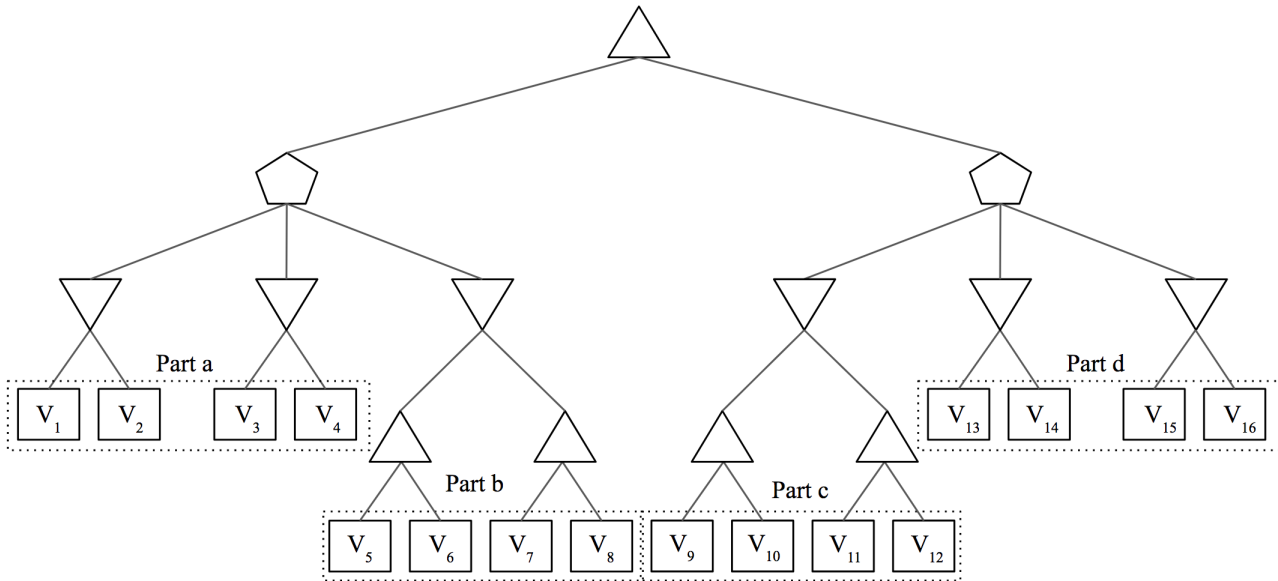 Part a
Part d
V1 V2 V3 V4
V13 V14 V15 V16
Part b
Part c
V5 V6 V7 V8 V9 V10 V11 V12